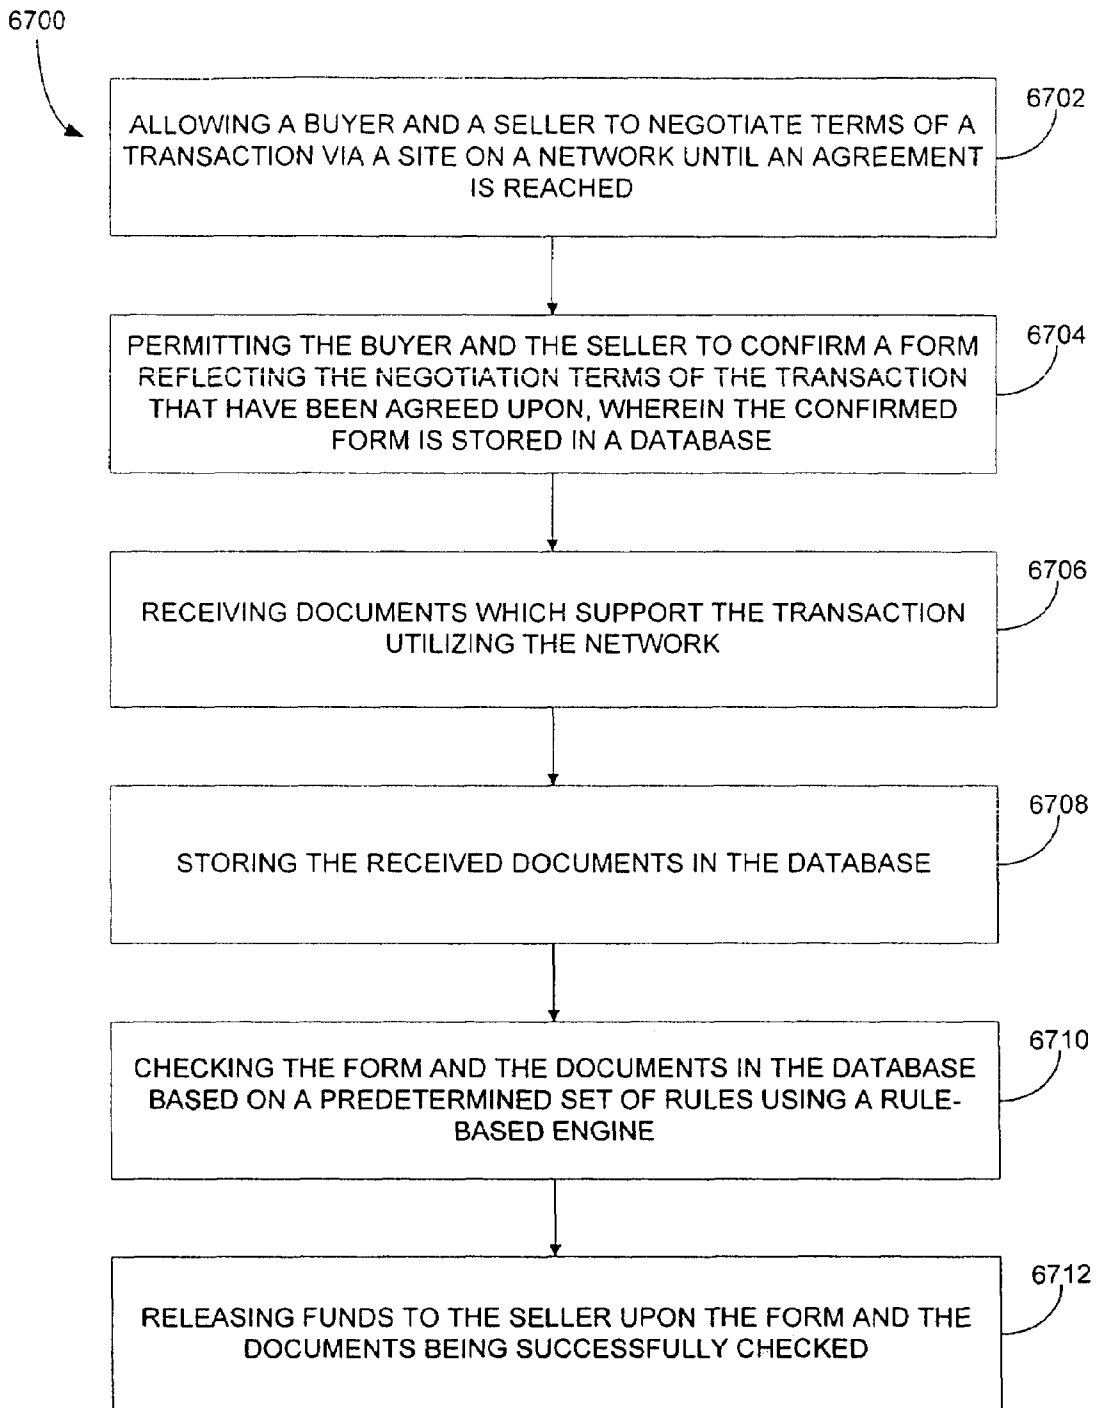 6700
6702
ALLOWING A BUYER AND A SELLER TO NEGOTIATE TERMS OF A
TRANSACTION VIA A SITE ON A NETWORK UNTIL AN AGREEMENT
IS REACHED
6704
PERMITTING THE BUYER AND THE SELLER TO CONFIRM A FORM
REFLECTING THE NEGOTIATION TERMS OF THE TRANSACTION
THAT HAVE BEEN AGREED UPON, WHEREIN THE CONFIRMED
FORM IS STORED IN A DATABASE
6706
RECEIVING DOCUMENTS WHICH SUPPORT THE TRANSACTION
UTILIZING THE NETWORK
6708
STORING THE RECEIVED DOCUMENTS IN THE DATABASE
6710
CHECKING THE FORM AND THE DOCUMENTS IN THE DATABASE
BASED ON A PREDETERMINED SET OF RULES USING A RULE-
BASED ENGINE
6712
RELEASING FUNDS TO THE SELLER UPON THE FORM AND THE
DOCUMENTS BEING SUCCESSFULLY CHECKED